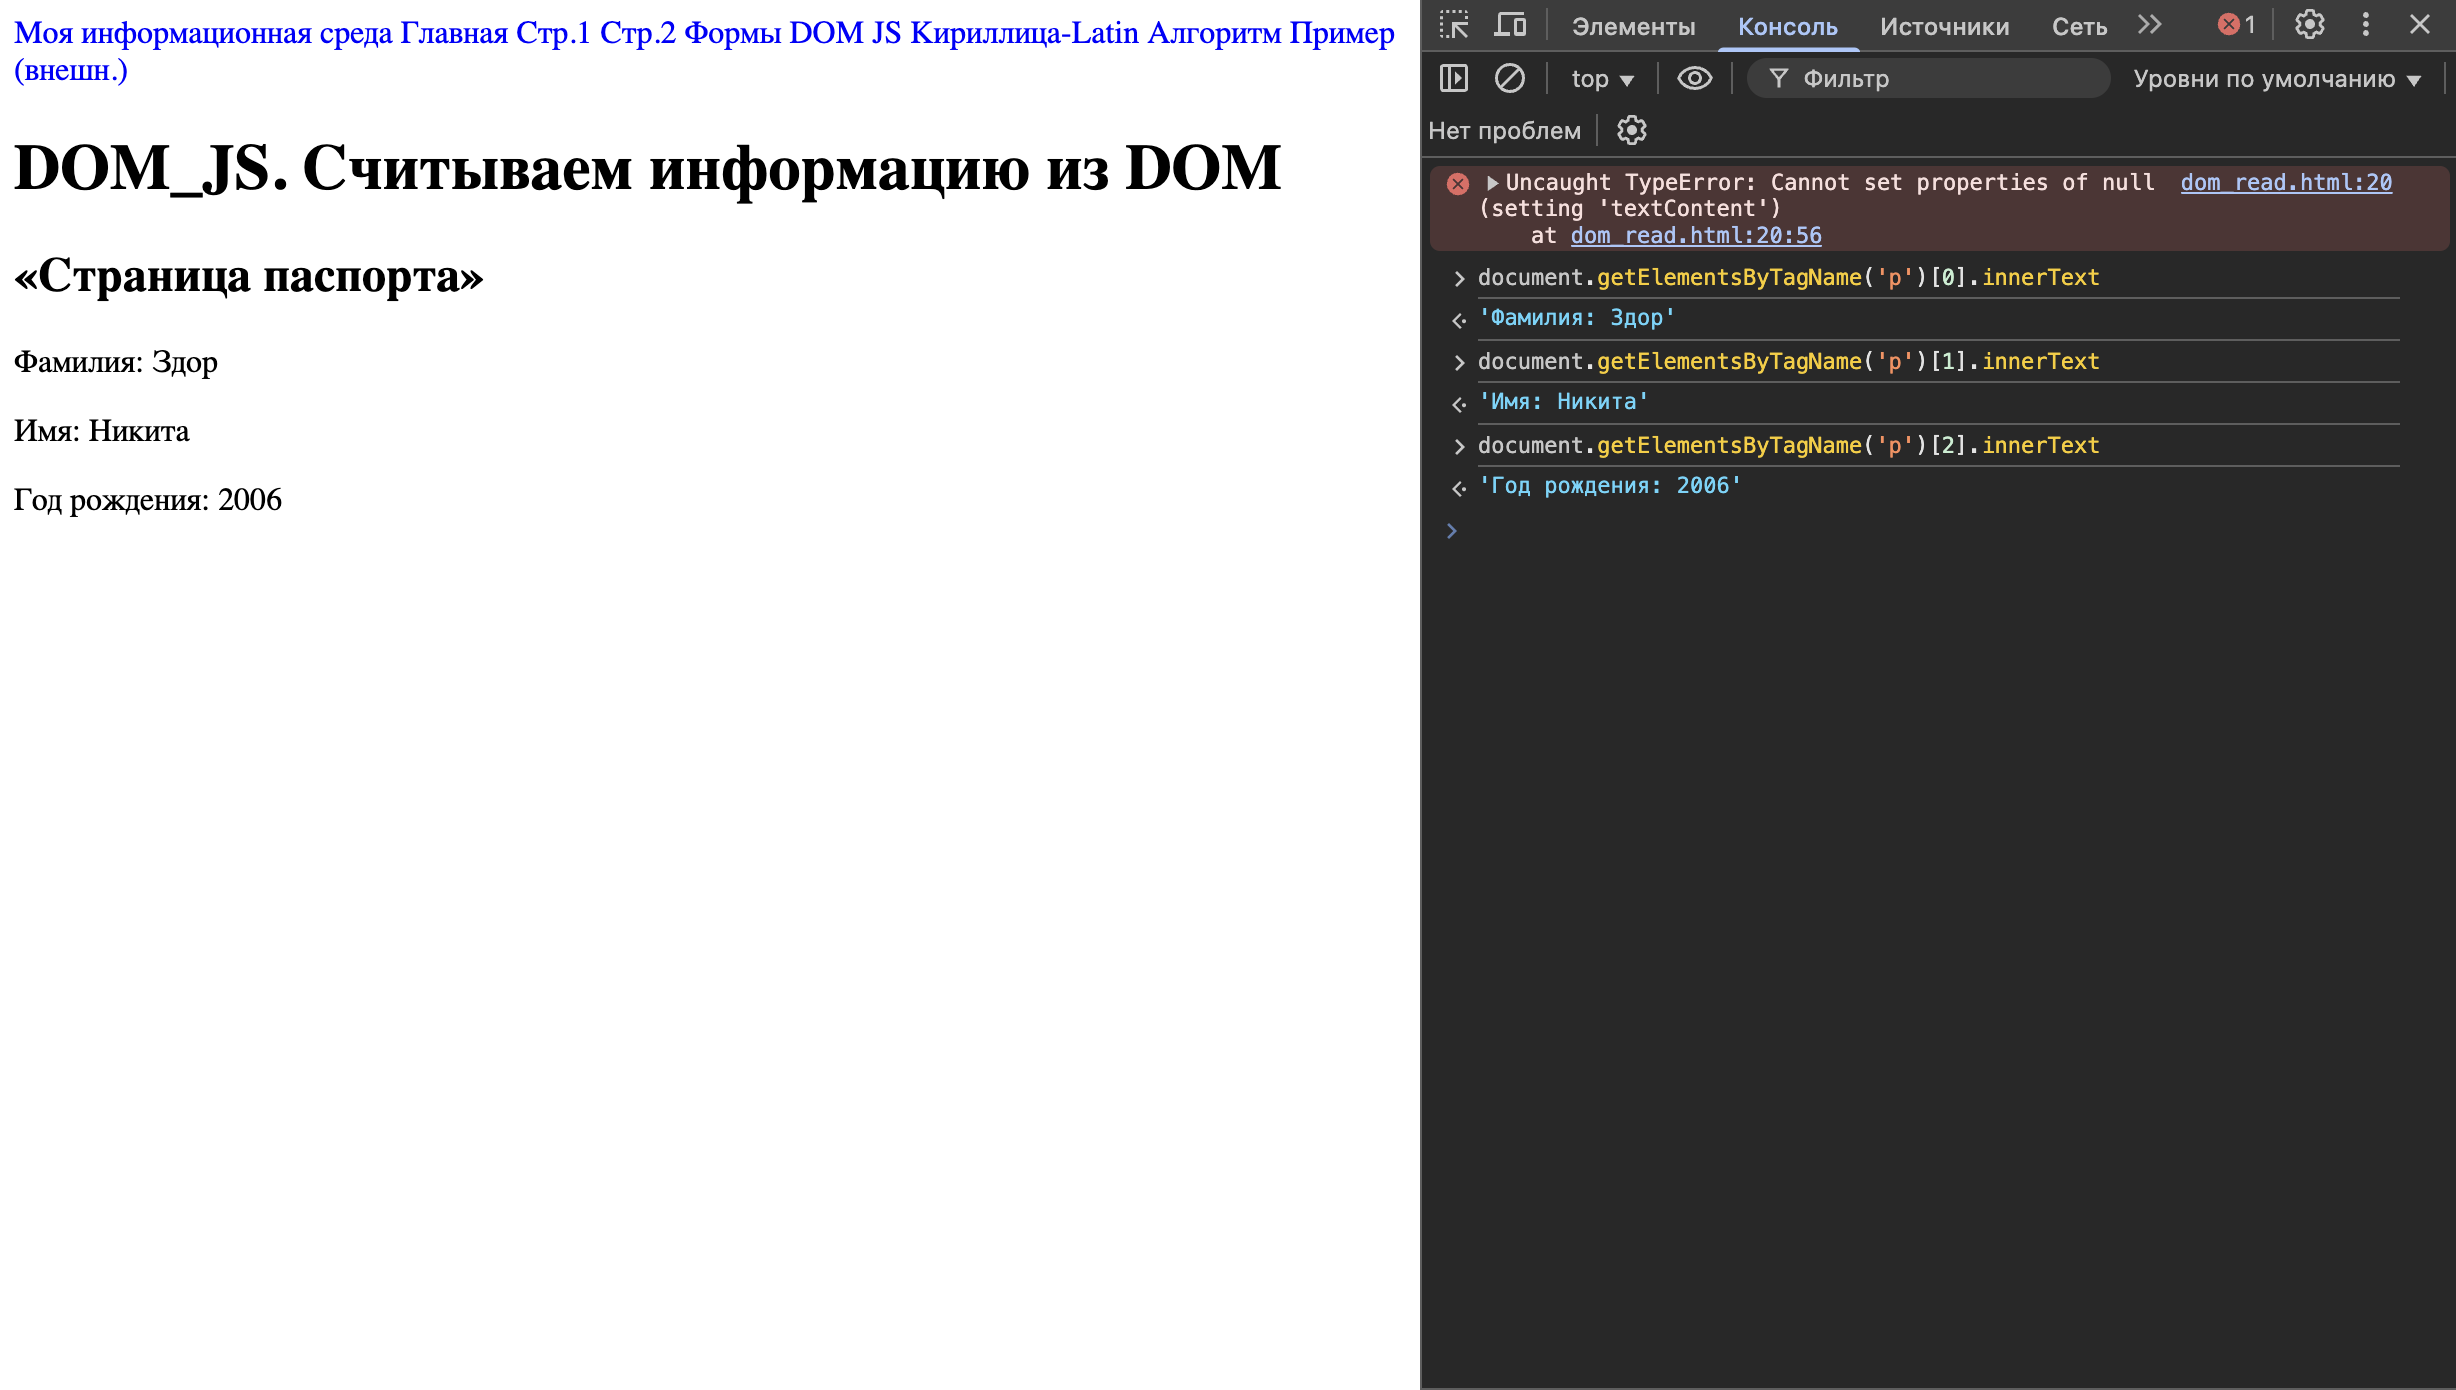 Моя информационная среда Главная Стр.1 Стр.2 Формы DOM JS Кириллица-Latin Алгоритм Пример
(внешн.)
DOM_JS. Считываем информацию из DOM
«Страница паспорта»
Фамилия: Здор
Имя: Никита
Год рождения: 2006
Элементы Консоль Источники Сеть 1
top Фильтр Уровни по умолчанию
Нет проблем
Uncaught TypeError: Cannot set properties of null dom_read.html:20
(setting 'textContent')
at dom_read.html:20:56
document.getElementsByTagName('p')[0].innerText
'Фамилия: Здор'
document.getElementsByTagName('p')[1].innerText
'Имя: Никита'
document.getElementsByTagName('p')[2].innerText
'Год рождения: 2006'